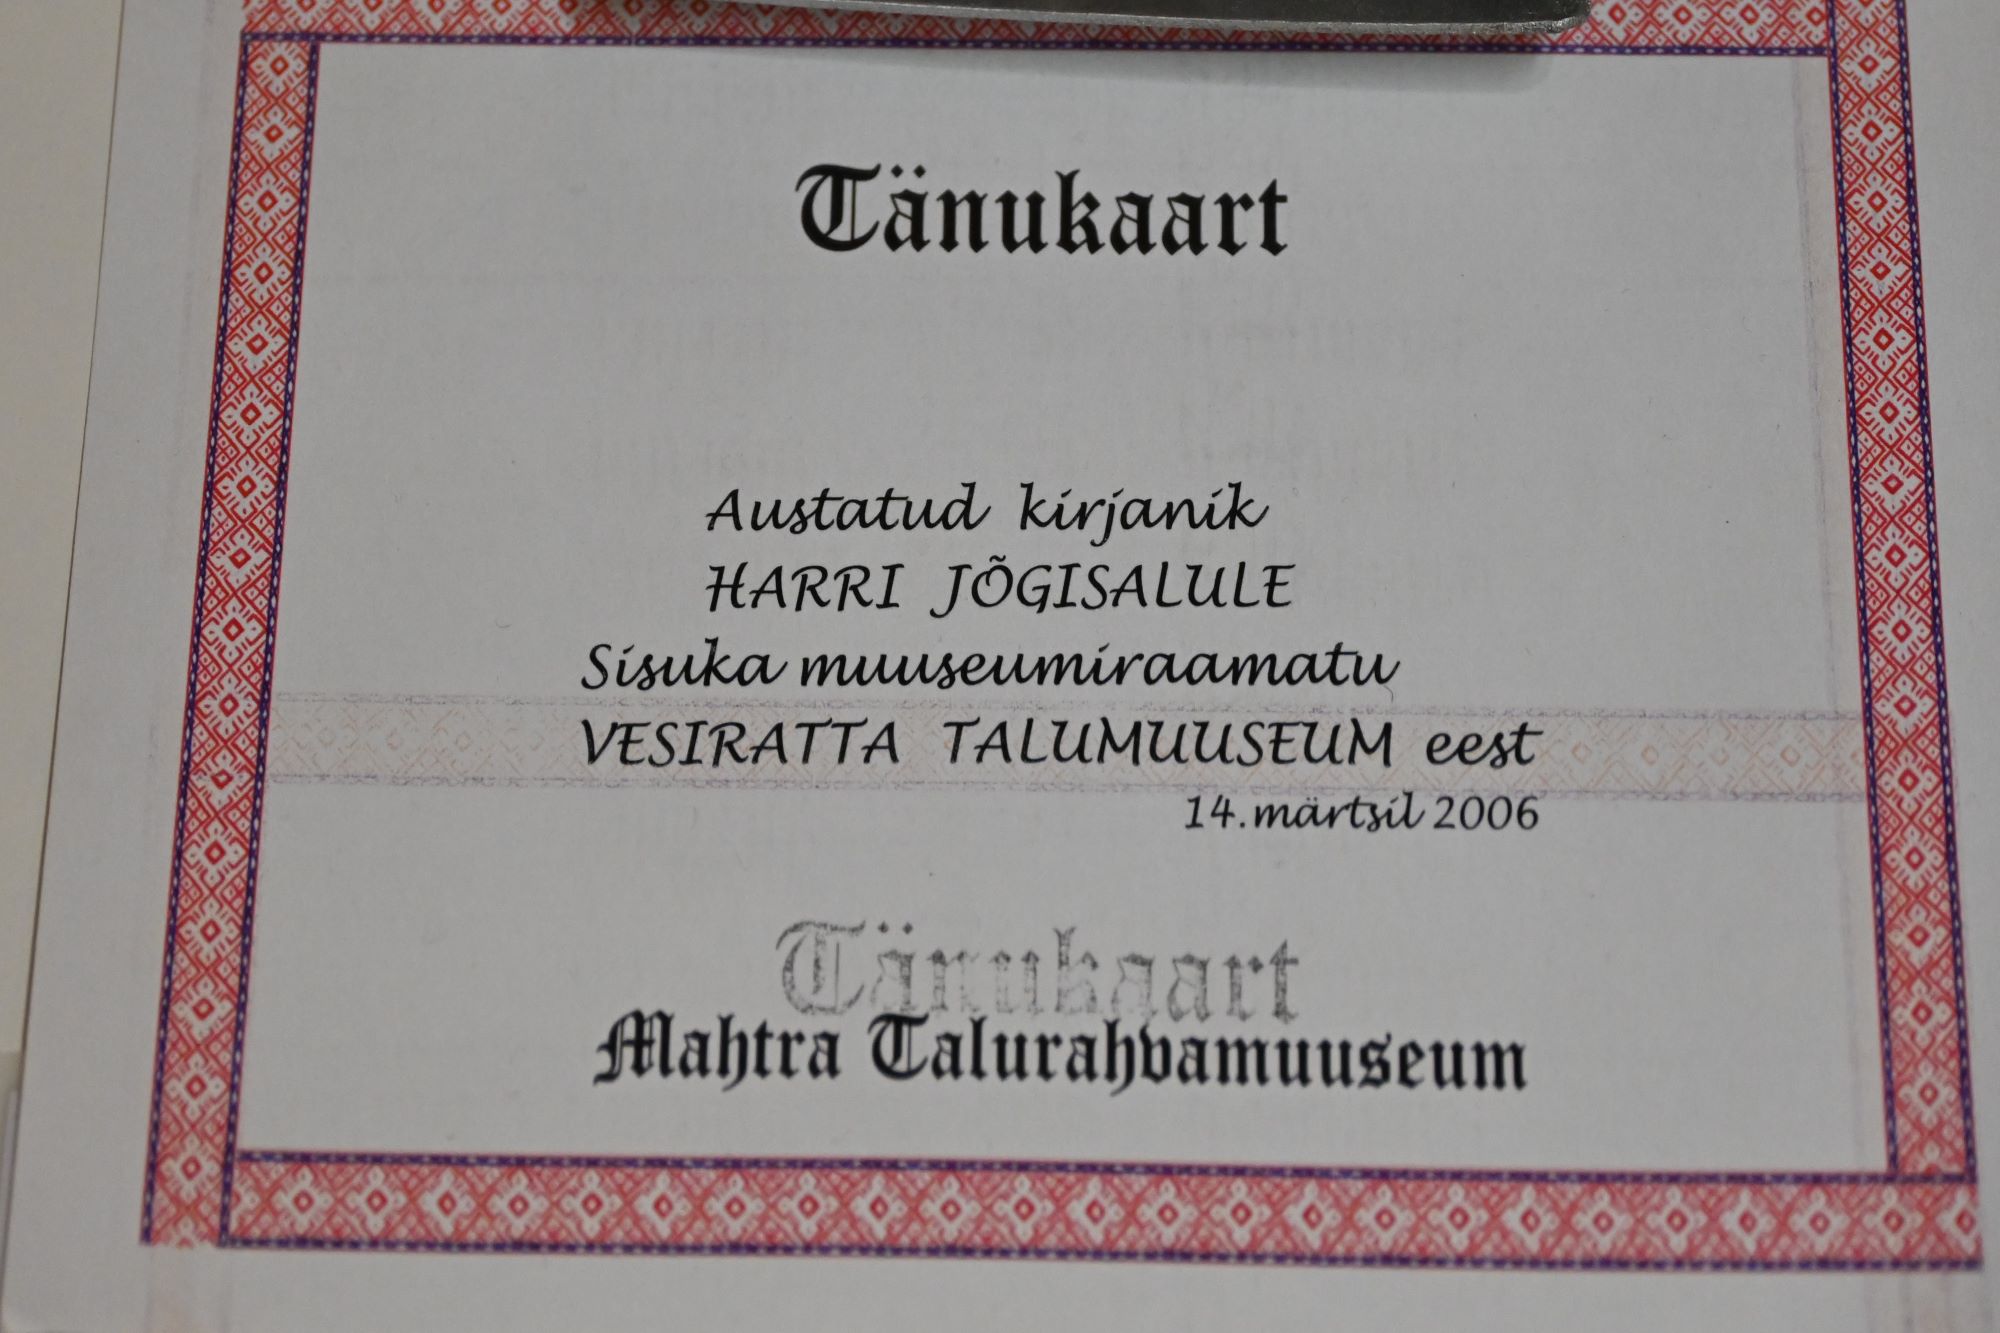 Tänukaart
Austatud kirjanik
HARRI JÕGISALULE
Sisuka muuseumiraamatu
VESIRATTA TALUMUUSEUM eest
14.märtsil 2006
Tänukaart
Mahtra Talurahvamuuseum